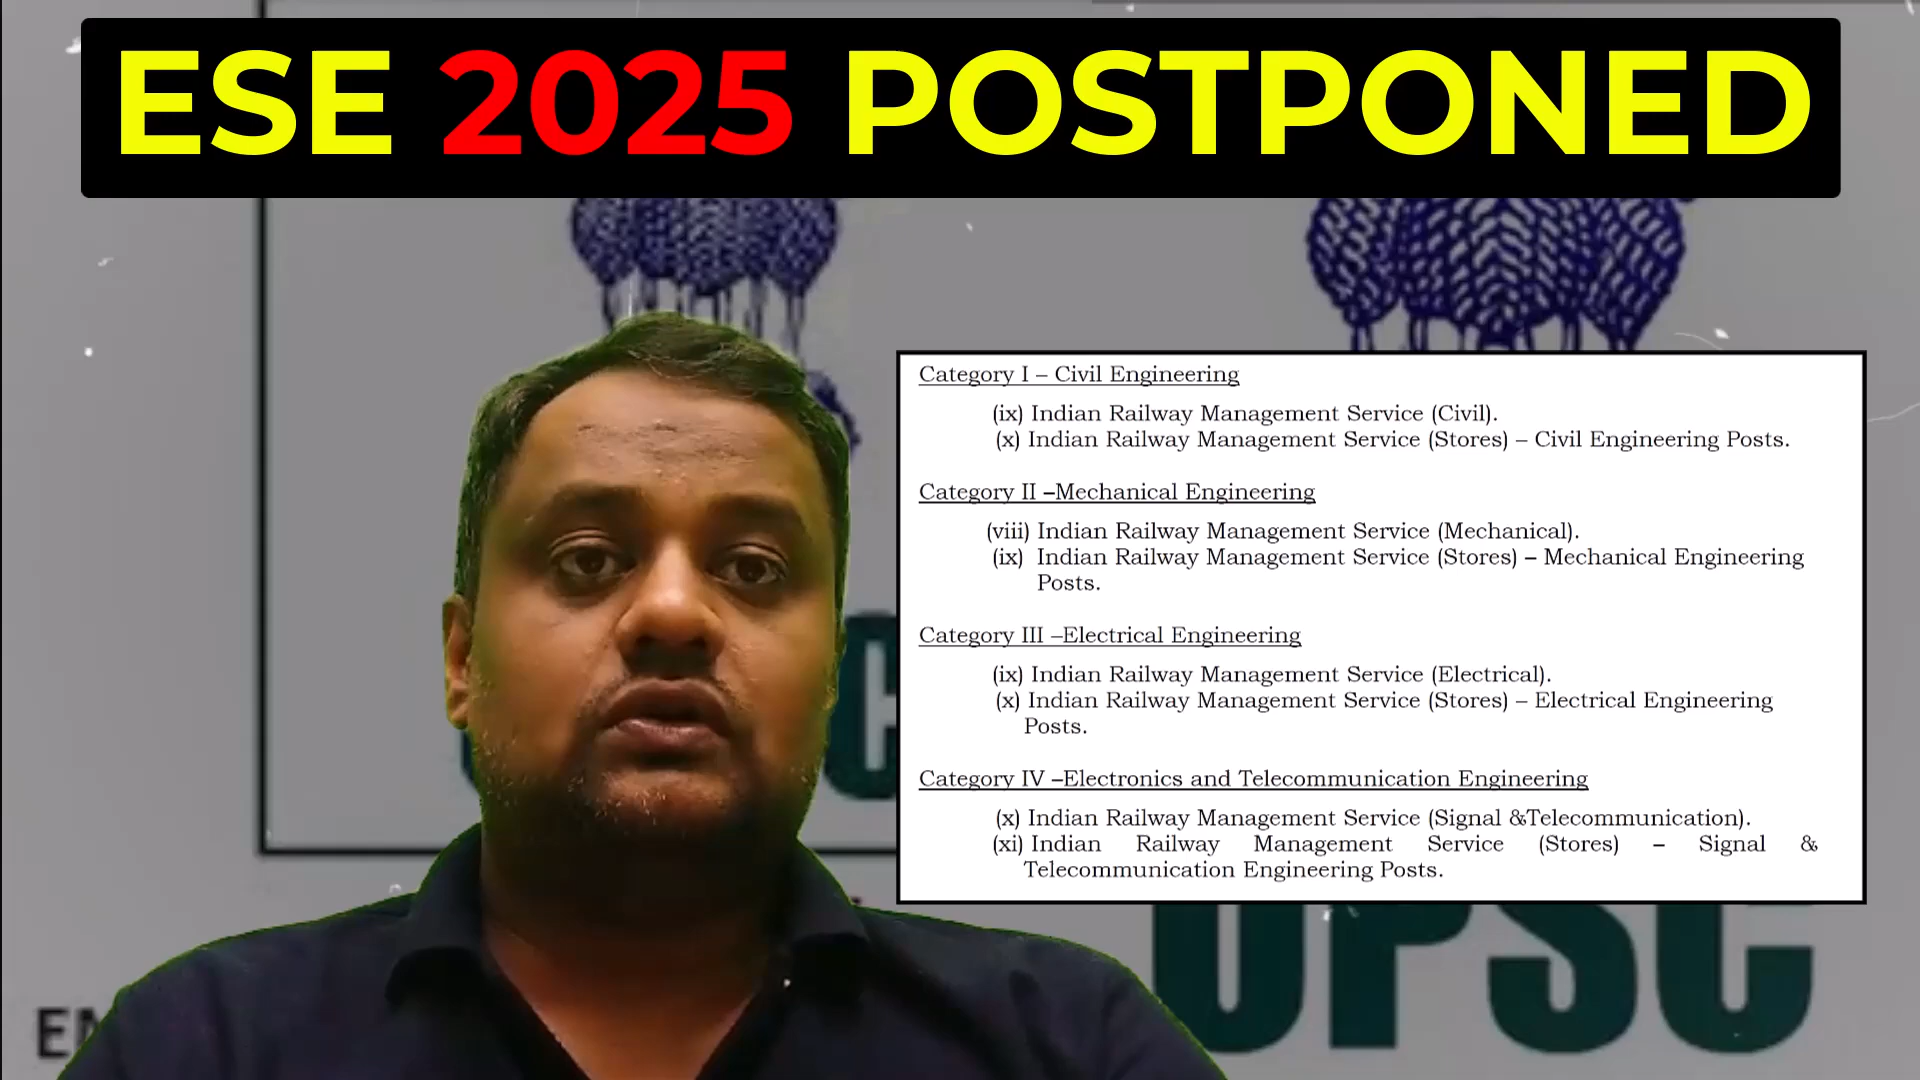 ESE 2025 POSTPONED
Category I – Civil Engineering
(ix) Indian Railway Management Service (Civil).
(x) Indian Railway Management Service (Stores) – Civil Engineering Posts.
Category II –Mechanical Engineering
(viii) Indian Railway Management Service (Mechanical).
(ix) Indian Railway Management Service (Stores) – Mechanical Engineering
Posts.
Category III –Electrical Engineering
(ix) Indian Railway Management Service (Electrical).
(x) Indian Railway Management Service (Stores) – Electrical Engineering
Posts.
Category IV –Electronics and Telecommunication Engineering
(x) Indian Railway Management Service (Signal &Telecommunication).
(xi) Indian Railway Management Service (Stores) – Signal &
Telecommunication Engineering Posts.
UPSC